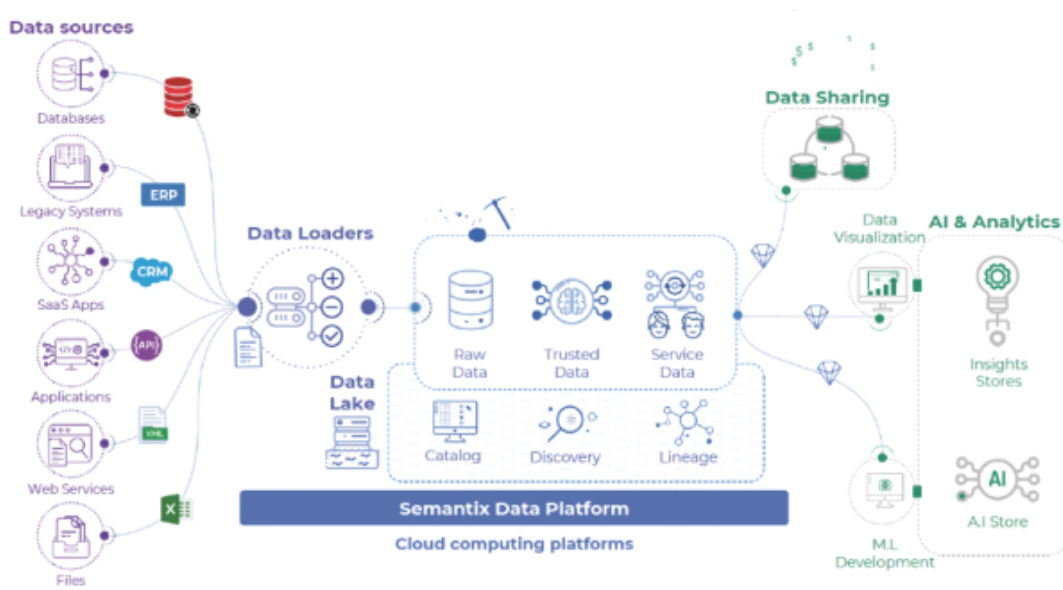 Data sources
Databases
Legacy Systems
ERP
SaaS Apps
CRM
Applications
</>
{API}
Web Services
XML
Files
X
Data Loaders
Raw
Data
Trusted
Data
Service
Data
Data
Lake
Catalog
Discovery
Lineage
Semantix Data Platform
Cloud computing platforms
$
$
$
$
$
$
Data Sharing
Data
Visualization
AI & Analytics
Insights
Stores
AI
A.I Store
M.L
Development